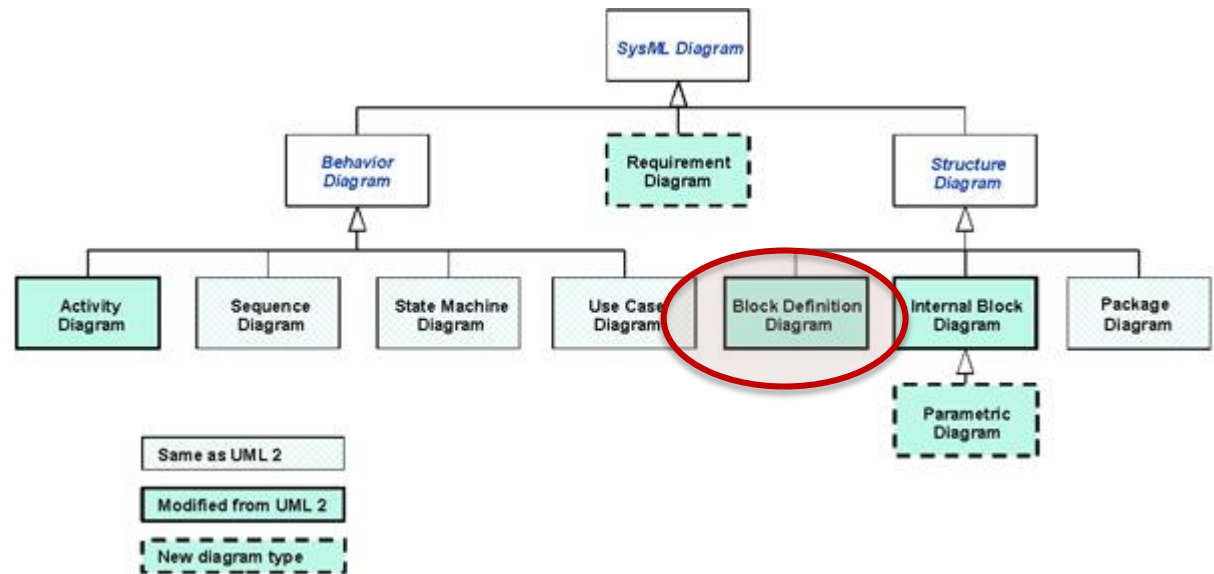 SysML Diagram
Behavior
Diagram
Requirement
Diagram
Structure
Diagram
Activity
Diagram
Sequence
Diagram
State Machine
Diagram
Use Case
Diagram
Block Definition
Diagram
Internal Block
Diagram
Package
Diagram
Parametric
Diagram
Same as UML 2
Modified from UML 2
New diagram type